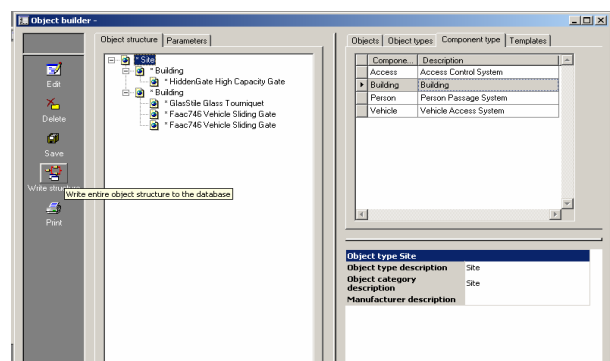 Object builder -
Object structure Parameters
* Site
* Building
* HiddenGate High Capacity Gate
* Building
* GlasStile Glass Tourniquet
* Faac746 Vehicle Sliding Gate
* Faac746 Vehicle Sliding Gate
Edit
Delete
Save
Write struc
Write entire object structure to the database
Print
Objects Object types Component type Templates
Compone... Description
Access Access Control System
Building Building
Person Person Passage System
Vehicle Vehicle Access System
Object type Site
Object type description Site
Object category description Site
Manufacturer description